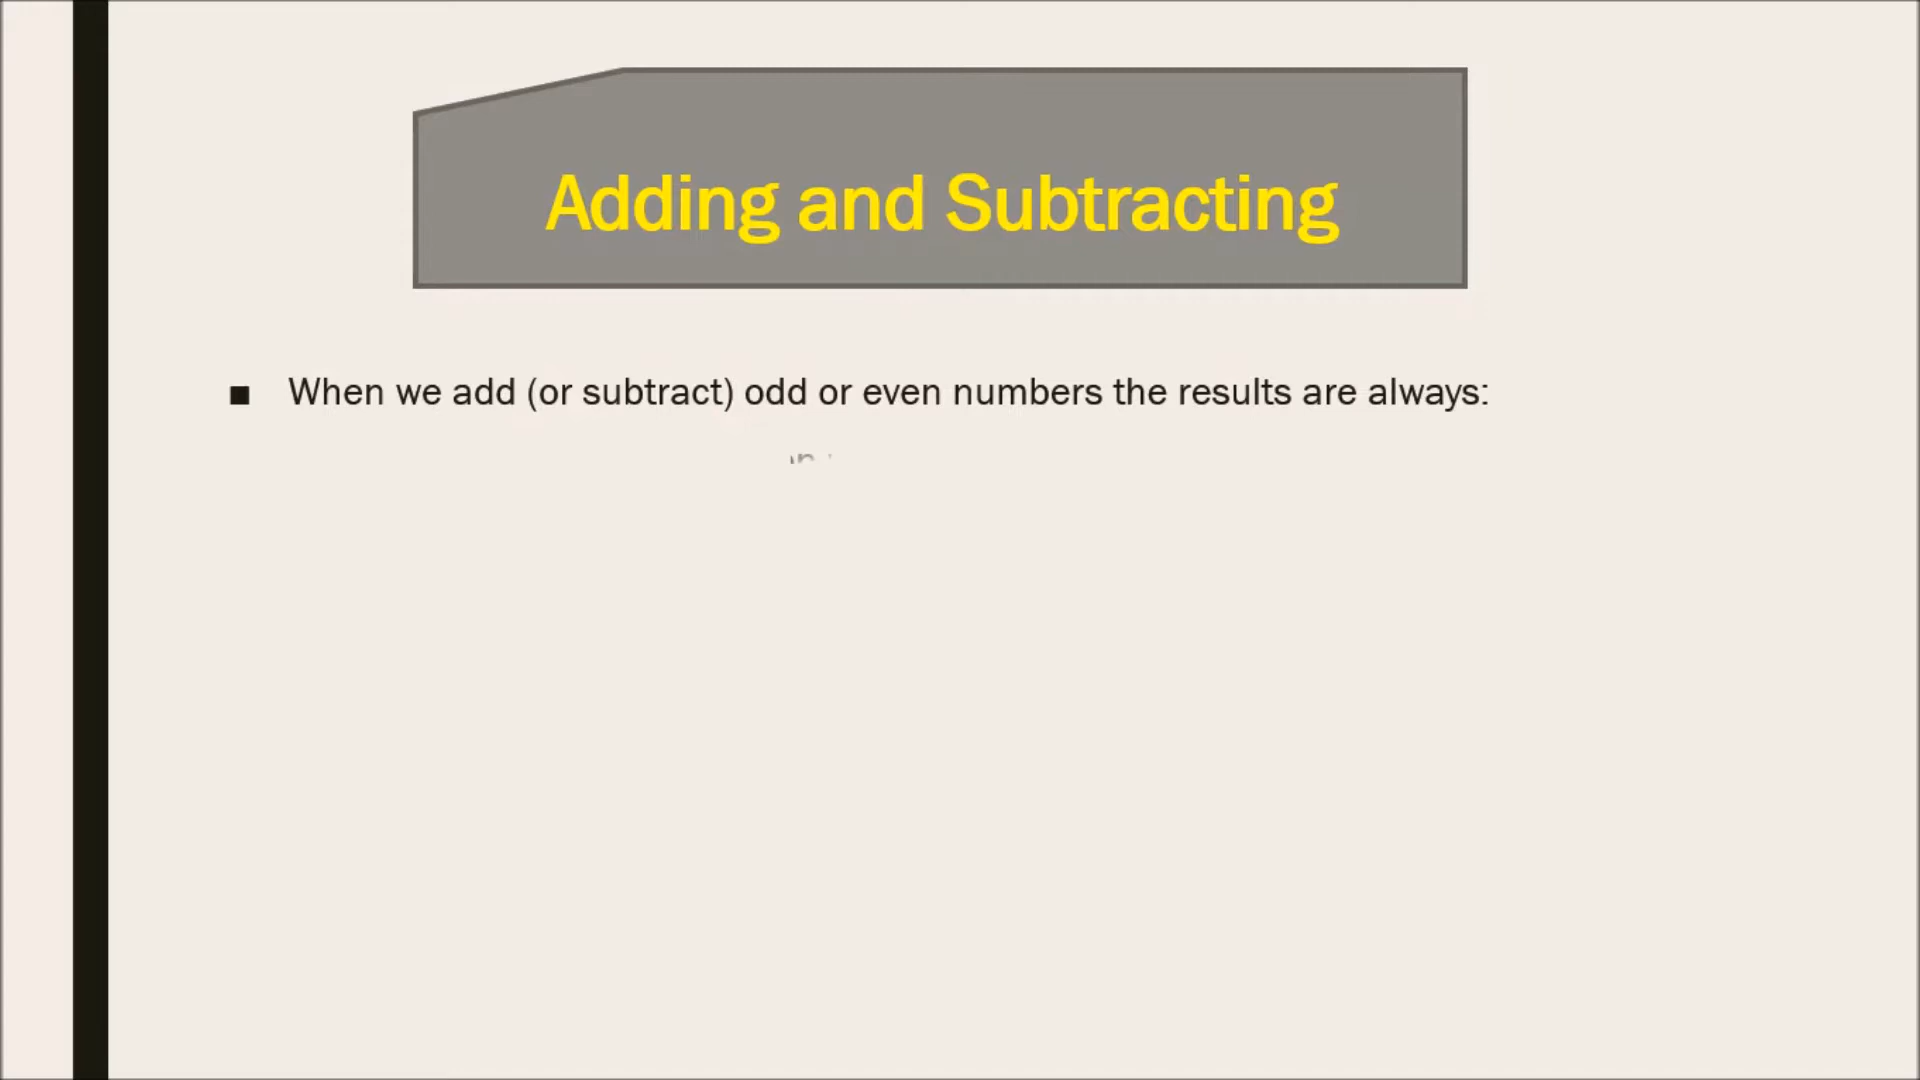 Adding and Subtracting
■ When we add (or subtract) odd or even numbers the results are always: